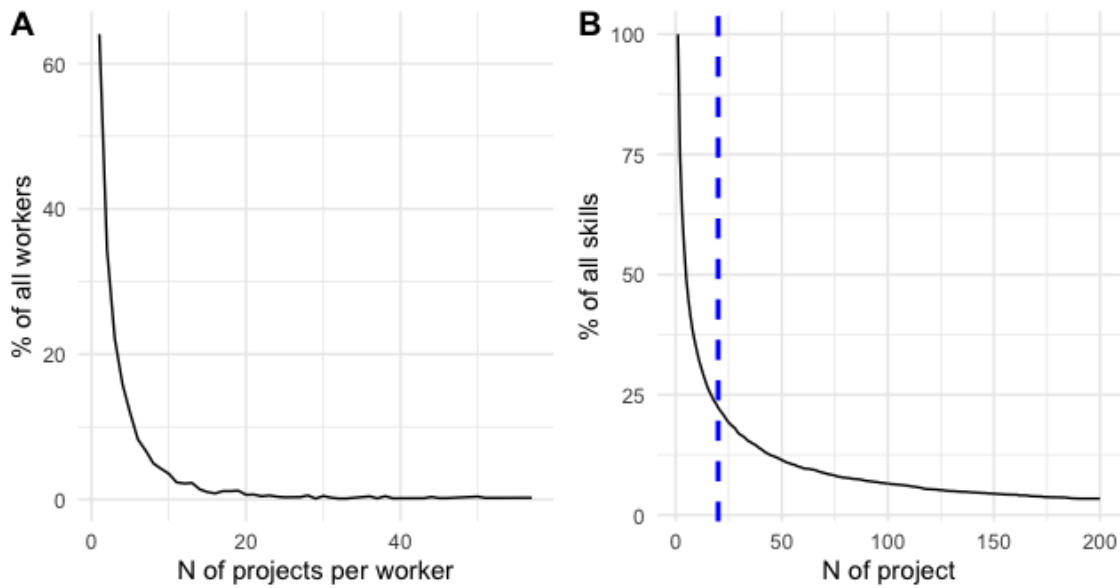 A
% of all workers
60
40
20
0
0 20 40
N of projects per worker
B
% of all skills
100
75
50
25
0
0 50 100 150 200
N of project